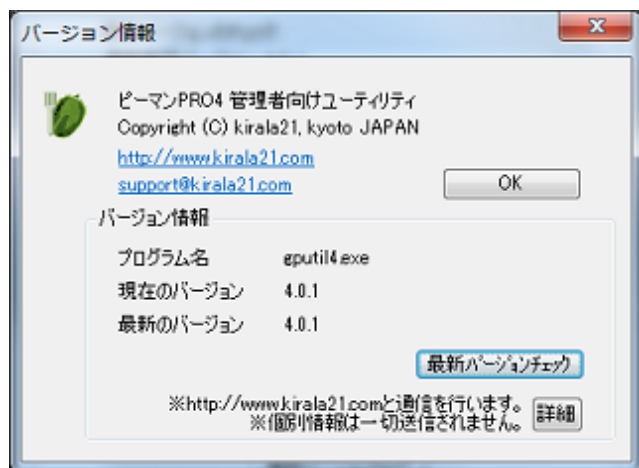 バージョン情報
ピーマンPRO4 管理者向けユーティリティ
Copyright (C) kirala21, kyoto JAPAN
http://www.kirala21.com
support@kirala21.com
OK
バージョン情報
プログラム名 gputil4.exe
現在のバージョン 4.0.1
最新のバージョン 4.0.1
最新バージョンチェック
※http://www.kirala21.comと通信を行います。
※個別情報は一切送信されません。
詳細